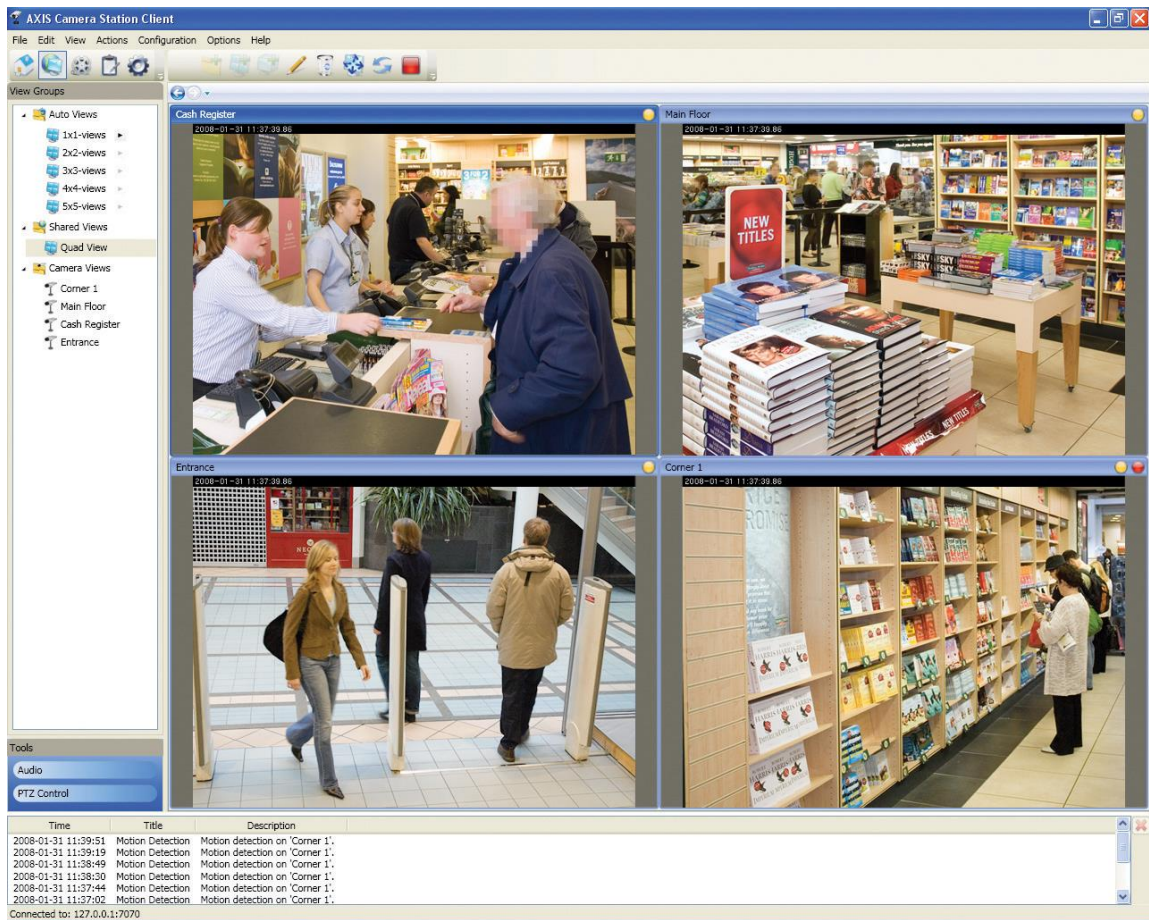 AXIS Camera Station Client
File Edit View Actions Configuration Options Help
View Groups
Auto Views
1x1-views
2x2-views
3x3-views
4x4-views
5x5-views
Shared Views
Quad View
Camera Views
Corner 1
Main Floor
Cash Register
Entrance
Cash Register
2008-01-31 11:37:39.86
3 FOR 2
Main Floor
2008-01-31 11:37:39.86
NEW
TITLES
NEW TITLES
NEW TITLES
Entrance
2008-01-31 11:37:39.86
Corner 1
2008-01-31 11:37:39.86
Tools
Audio
PTZ Control
Time Title Description
2008-01-31 11:39:51 Motion Detection Motion detection on 'Corner 1'.
2008-01-31 11:39:19 Motion Detection Motion detection on 'Corner 1'.
2008-01-31 11:38:49 Motion Detection Motion detection on 'Corner 1'.
2008-01-31 11:38:30 Motion Detection Motion detection on 'Corner 1'.
2008-01-31 11:37:44 Motion Detection Motion detection on 'Corner 1'.
2008-01-31 11:37:02 Motion Detection Motion detection on 'Corner 1'.
Connected to: 127.0.0.1:7070